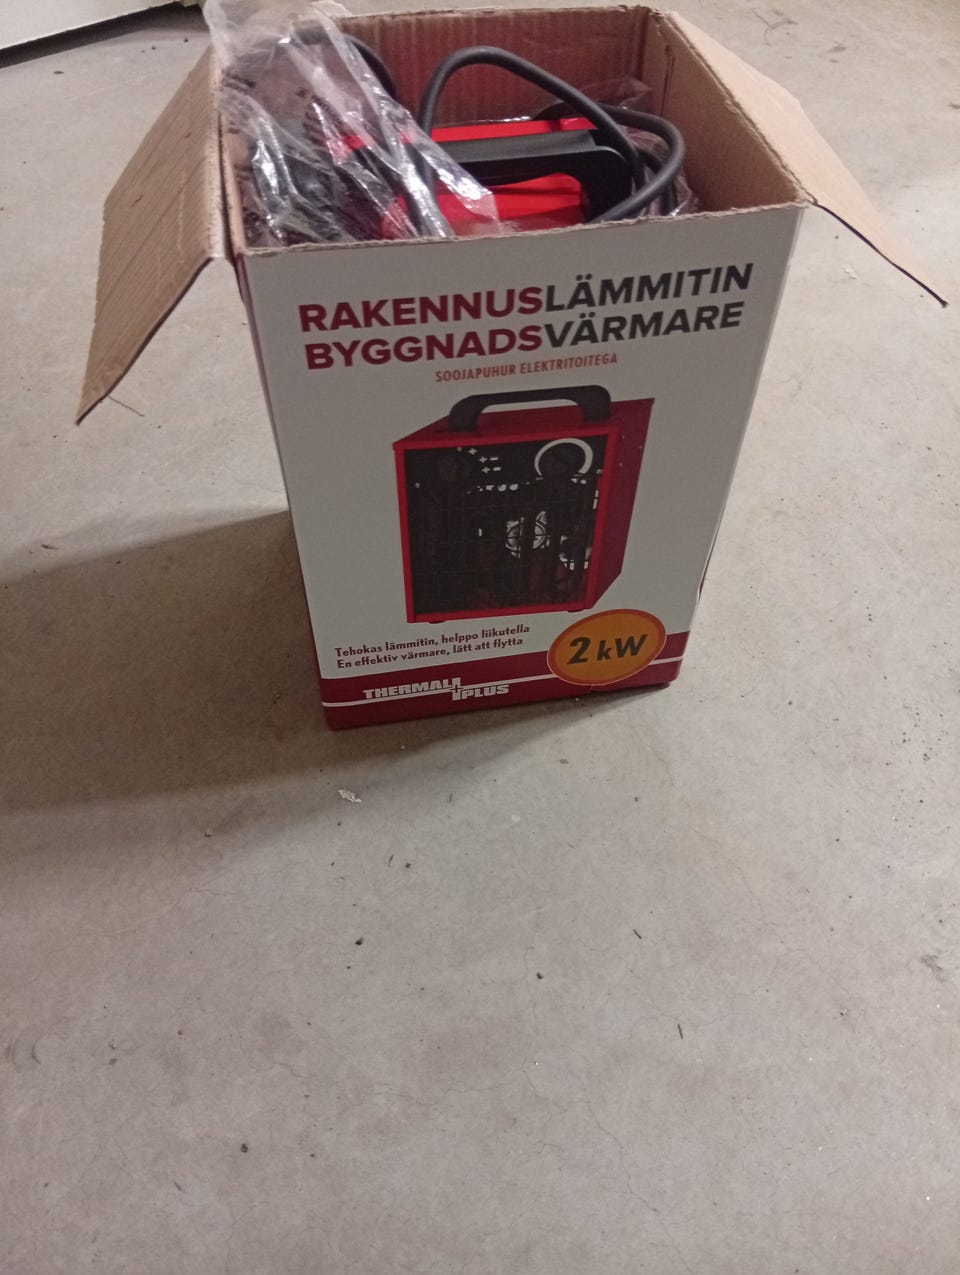 RAKENNUSLÄMMITIN
BYGGNADSVÄRMARE
SOOJAPUHUR ELEKTRITOITEGA
Tehokas lämmitin, helppo liikutella
En effektiv värmare, lätt att flytta
2 kW
THERMAL PLUS